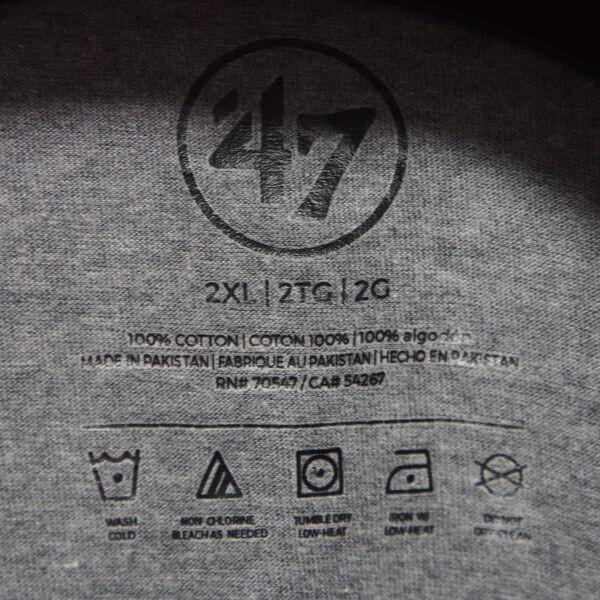 '47
2XL | 2TG | 2G
100% COTTON | COTON 100% | 100% algodón
MADE IN PAKISTAN | FABRIQUE AU PAKISTAN | HECHO EN PAKISTAN
RN# 70547 / CA# 54267
WASH COLD
NON-CHLORINE BLEACH AS NEEDED
TUMBLE DRY LOW-HEAT
IRON LOW-HEAT
DO NOT DRY CLEAN